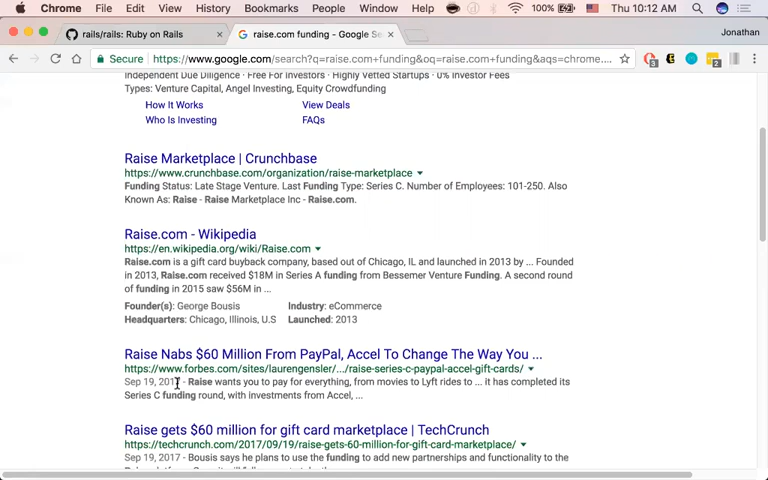 Chrome File Edit View History Bookmarks People Window Help 100% Thu 10:12 AM
rails/rails: Ruby on Rails × raise.com funding - Google Se × Jonathan
Secure https://www.google.com/search?q=raise.com+funding&oq=raise.com+funding&aqs=chrome....
3 2
Independent Due Diligence · Free For Investors · Highly Vetted Startups · 0% Investor Fees
Types: Venture Capital, Angel Investing, Equity Crowdfunding
How It Works View Deals
Who Is Investing FAQs
Raise Marketplace | Crunchbase
https://www.crunchbase.com/organization/raise-marketplace
Funding Status: Late Stage Venture. Last Funding Type: Series C. Number of Employees: 101-250. Also
Known As: Raise - Raise Marketplace Inc - Raise.com.
Raise.com - Wikipedia
https://en.wikipedia.org/wiki/Raise.com
Raise.com is a gift card buyback company, based out of Chicago, IL and launched in 2013 by ... Founded
in 2013, Raise.com received $18M in Series A funding from Bessemer Venture Funding. A second round
of funding in 2015 saw $56M in ...
Founder(s): George Bousis Industry: eCommerce
Headquarters: Chicago, Illinois, U.S Launched: 2013
Raise Nabs $60 Million From PayPal, Accel To Change The Way You ...
https://www.forbes.com/sites/laurengensler/.../raise-series-c-paypal-accel-gift-cards/
Sep 19, 2017 - Raise wants you to pay for everything, from movies to Lyft rides to ... it has completed its
Series C funding round, with investments from Accel, ...
Raise gets $60 million for gift card marketplace | TechCrunch
https://techcrunch.com/2017/09/19/raise-gets-60-million-for-gift-card-marketplace/
Sep 19, 2017 - Bousis says he plans to use the funding to add new partnerships and functionality to the